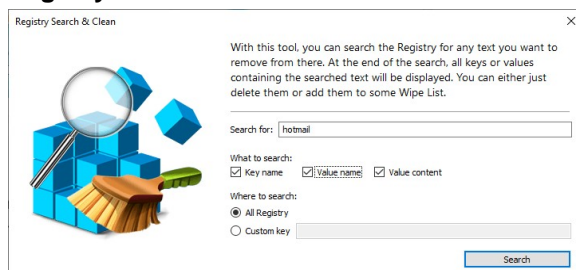 Registry Search & Clean
With this tool, you can search the Registry for any text you want to
remove from there. At the end of the search, all keys or values
containing the searched text will be displayed. You can either just
delete them or add them to some Wipe List.
Search for: hotmail
What to search:
Key name Value name Value content
Where to search:
All Registry
Custom key
Search